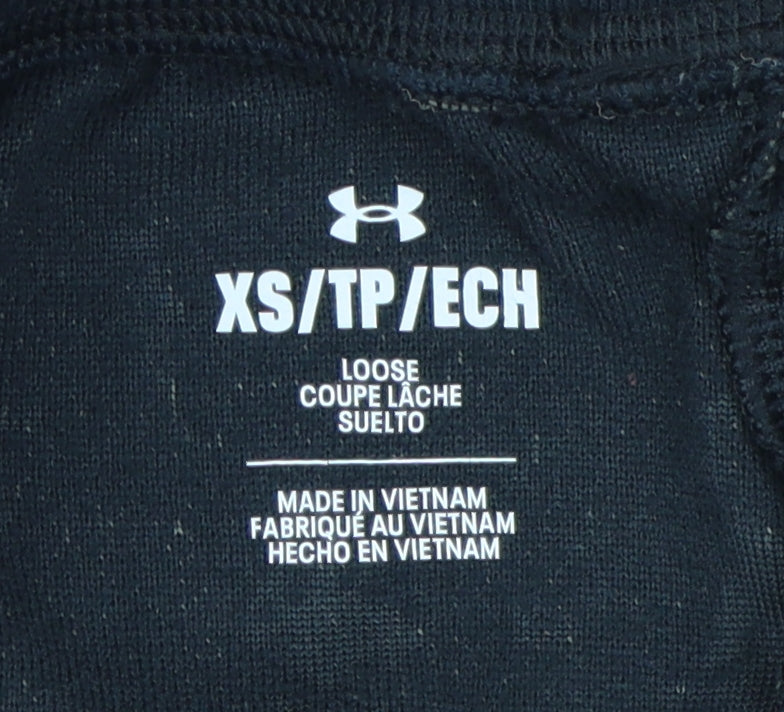 XS/TP/ECH
LOOSE
COUPE LÂCHE
SUELTO
MADE IN VIETNAM
FABRIQUÉ AU VIETNAM
HECHO EN VIETNAM